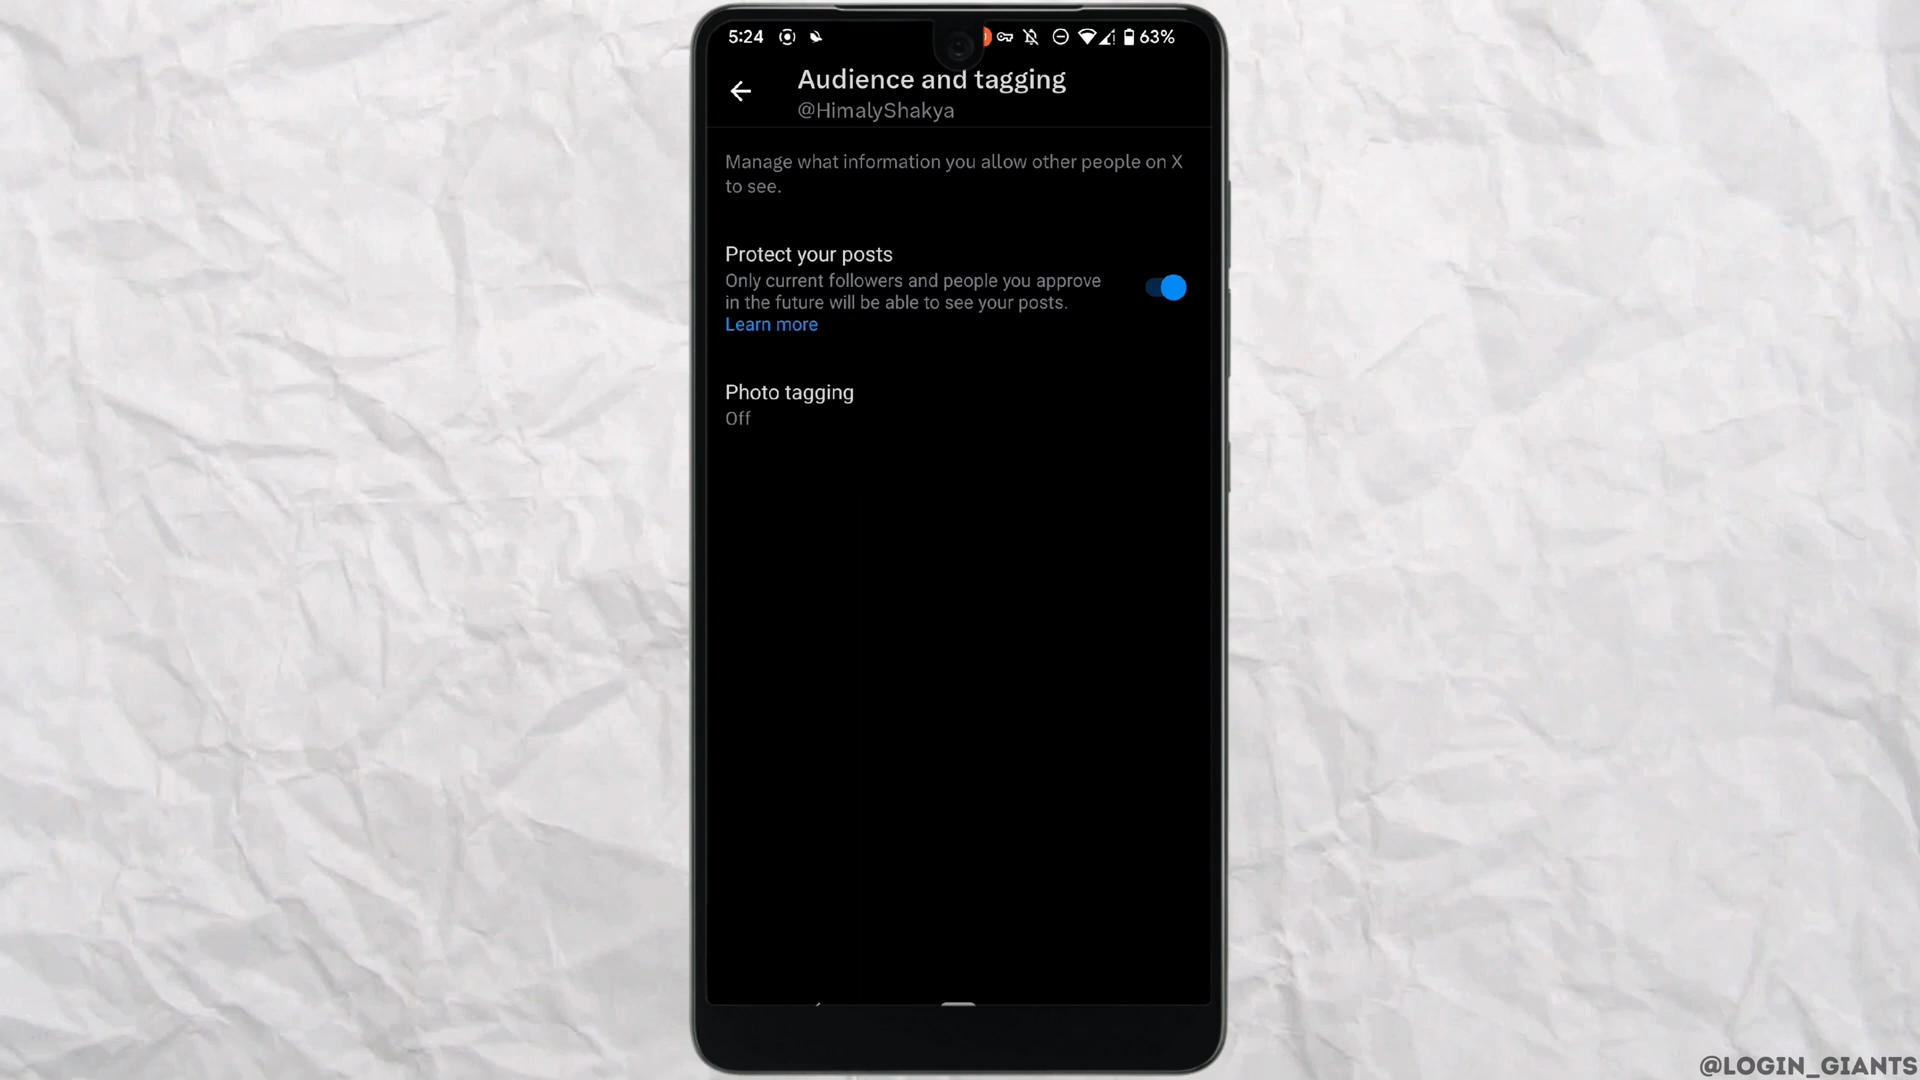 5:24
63%
Audience and tagging
@HimalyShakya
Manage what information you allow other people on X
to see.
Protect your posts
Only current followers and people you approve
in the future will be able to see your posts.
Learn more
Photo tagging
Off
@LOGIN_GIANTS